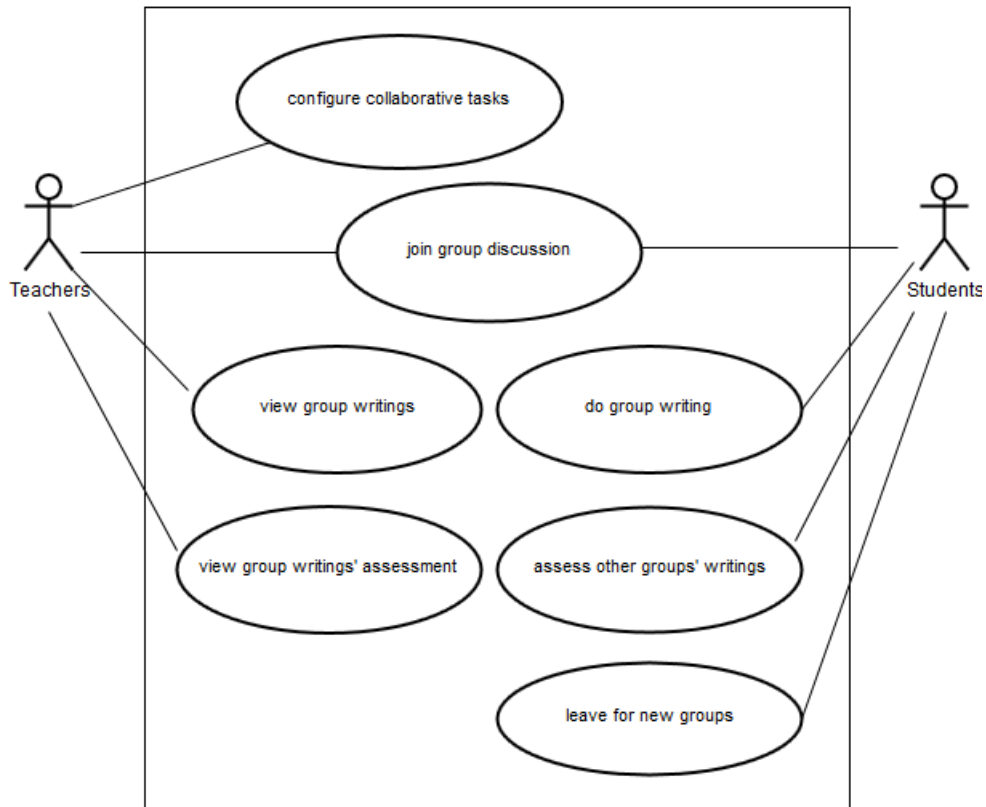 configure collaborative tasks
join group discussion
Teachers
Students
view group writings
do group writing
view group writings' assessment
assess other groups' writings
leave for new groups